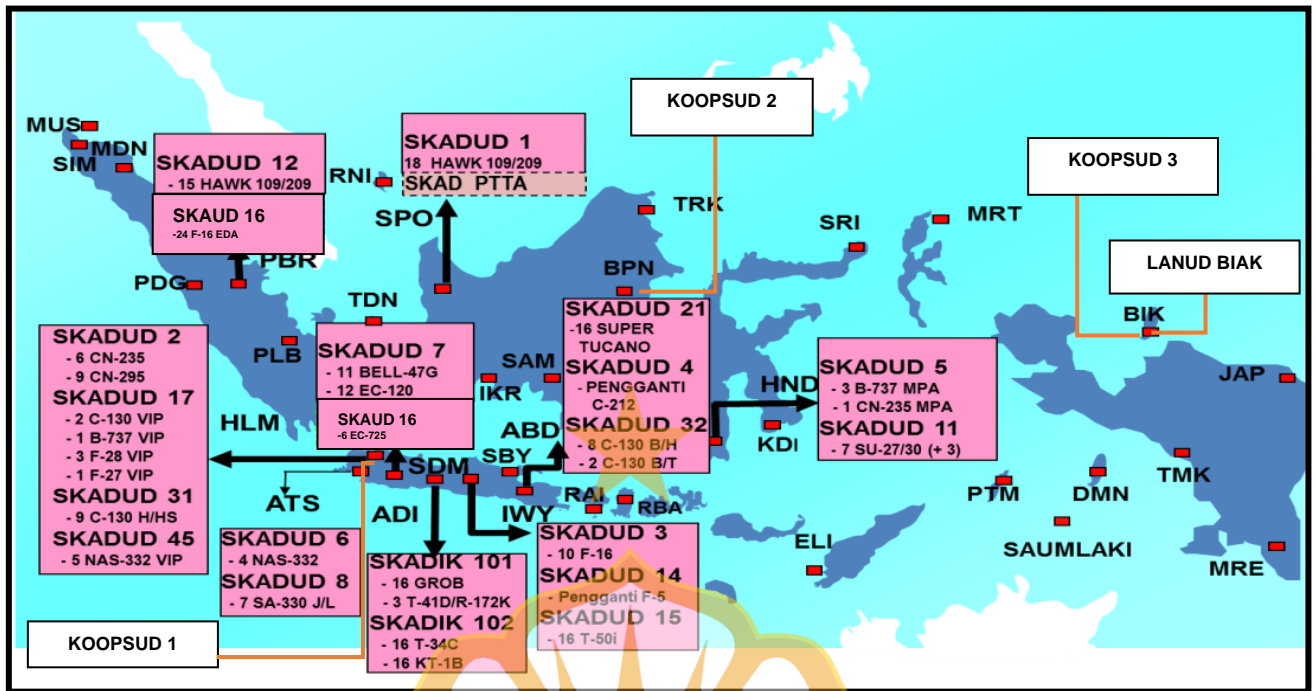 KOOPSUD 2
KOOPSUD 3
LANUD BIAK
KOOPSUD 1
MUS
SIM
MDN
SKADUD 12
- 15 HAWK 109/209
SKAUD 16
-24 F-16 EDA
PBR
RNI
SKADUD 1
18 HAWK 109/209
SKAD PTTA
SPO
TRK
SRI
MRT
BPN
BIK
JAP
PDG
TDN
PLB
SKADUD 2
- 6 CN-235
- 9 CN-295
SKADUD 17
- 2 C-130 VIP
- 1 B-737 VIP
- 3 F-28 VIP
- 1 F-27 VIP
SKADUD 31
- 9 C-130 H/HS
SKADUD 45
- 5 NAS-332 VIP
HLM
SKADUD 7
- 11 BELL-47G
- 12 EC-120
SKAUD 16
-6 EC-725
SAM
IKR
SKADUD 21
-16 SUPER
TUCANO
SKADUD 4
- PENGGANTI
C-212
SKADUD 32
- 8 C-130 B/H
- 2 C-130 B/T
HND
KDI
SKADUD 5
- 3 B-737 MPA
- 1 CN-235 MPA
SKADUD 11
- 7 SU-27/30 (+ 3)
ABD
SBY
SDM
ATS
ADI
IWY
RAI
RBA
SKADUD 6
- 4 NAS-332
SKADUD 8
- 7 SA-330 J/L
SKADIK 101
- 16 GROB
- 3 T-41D/R-172K
SKADIK 102
- 16 T-34C
- 16 KT-1B
SKADUD 3
- 10 F-16
SKADUD 14
- Pengganti F-5
SKADUD 15
- 16 T-50i
ELI
PTM
DMN
SAUMLAKI
TMK
MRE